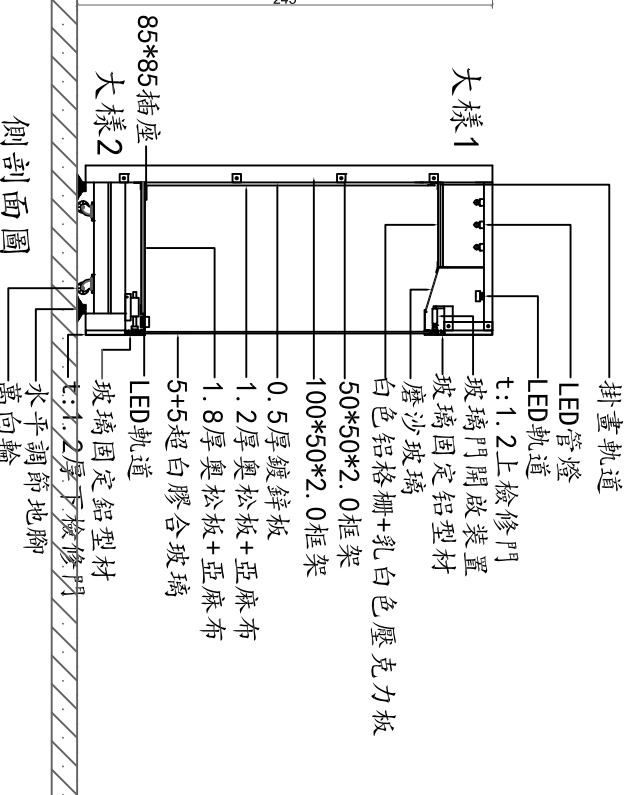 掛畫軌道
LED管燈
LED軌道
t:1.2上檢修門
玻璃門開啟裝置
玻璃固定铝型材
磨沙玻璃
白色铝格栅+乳白色壓克力板
50*50*2.0框架
100*50*2.0框架
0.5厚鍍鋅板
1.2厚奧松板+亞麻布
1.8厚奧松板+亞麻布
5+5超白膠合玻璃
LED軌道
玻璃固定鋁型材
t:1.2厚下檢修門
水平調節地腳
萬向輪
大樣1
85*85插座
大樣2
側剖面圖